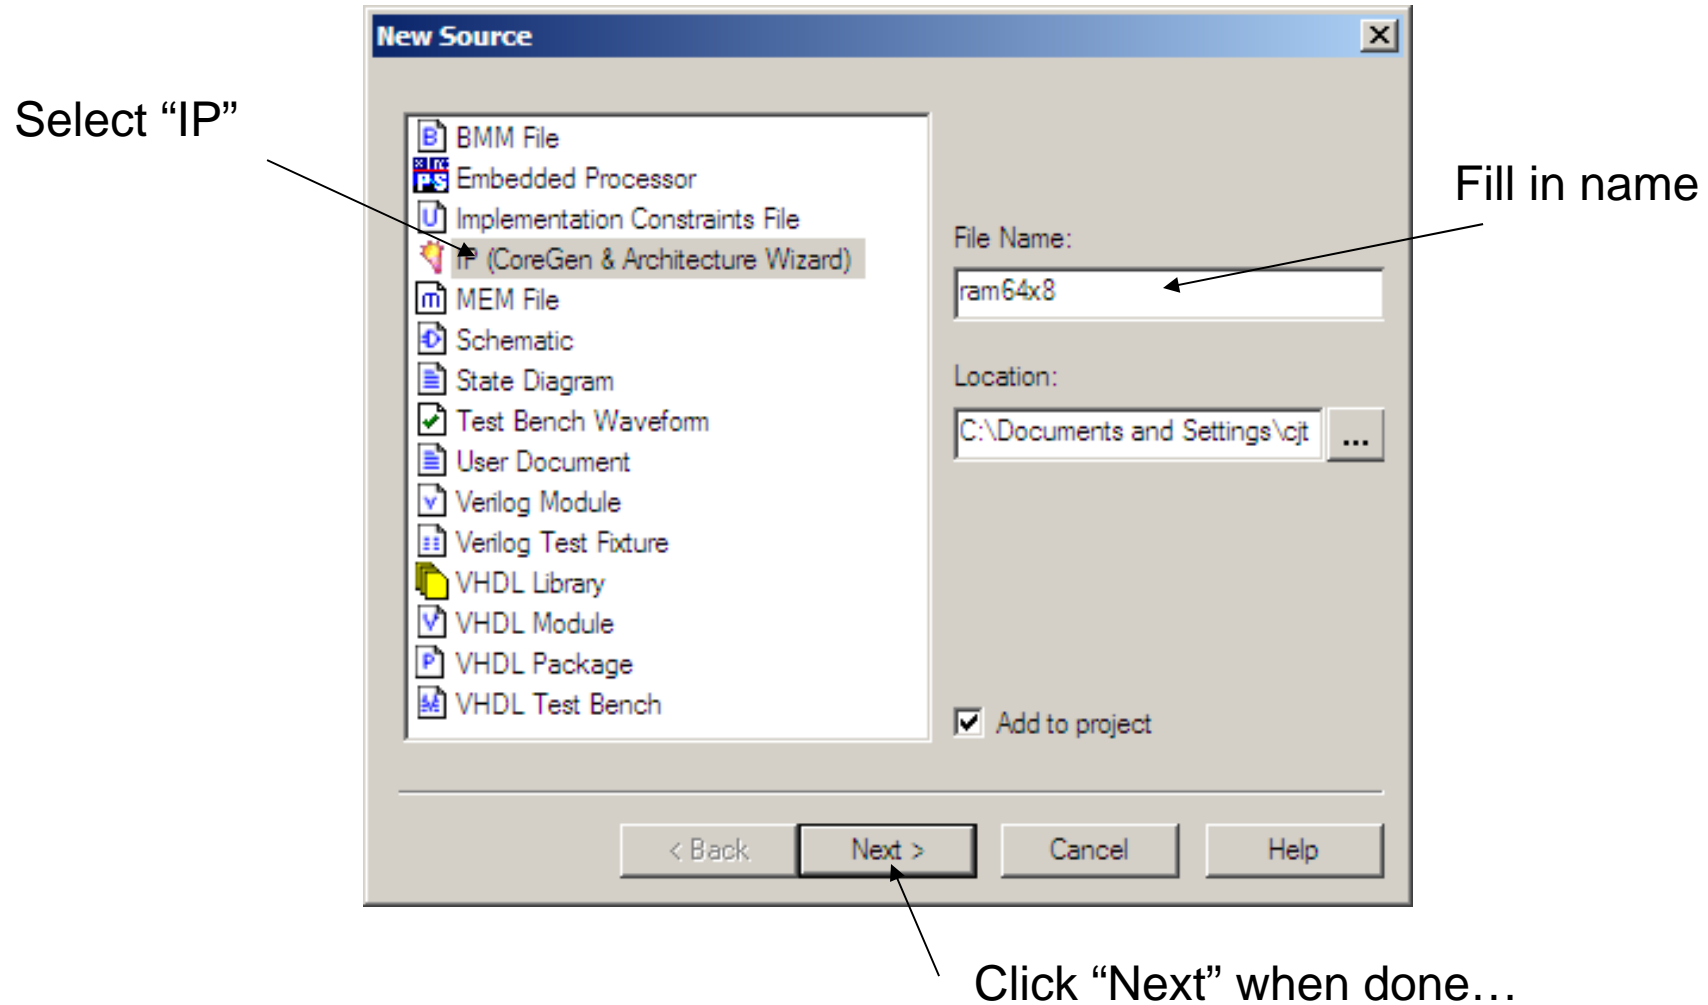 New Source
Select “IP”
BMM File
Embedded Processor
Implementation Constraints File
IP (CoreGen & Architecture Wizard)
MEM File
Schematic
State Diagram
Test Bench Waveform
User Document
Verilog Module
Verilog Test Fixture
VHDL Library
VHDL Module
VHDL Package
VHDL Test Bench
Fill in name
File Name:
ram64x8
Location:
C:\Documents and Settings\cjt
...
Add to project
< Back
Next >
Cancel
Help
Click “Next” when done…